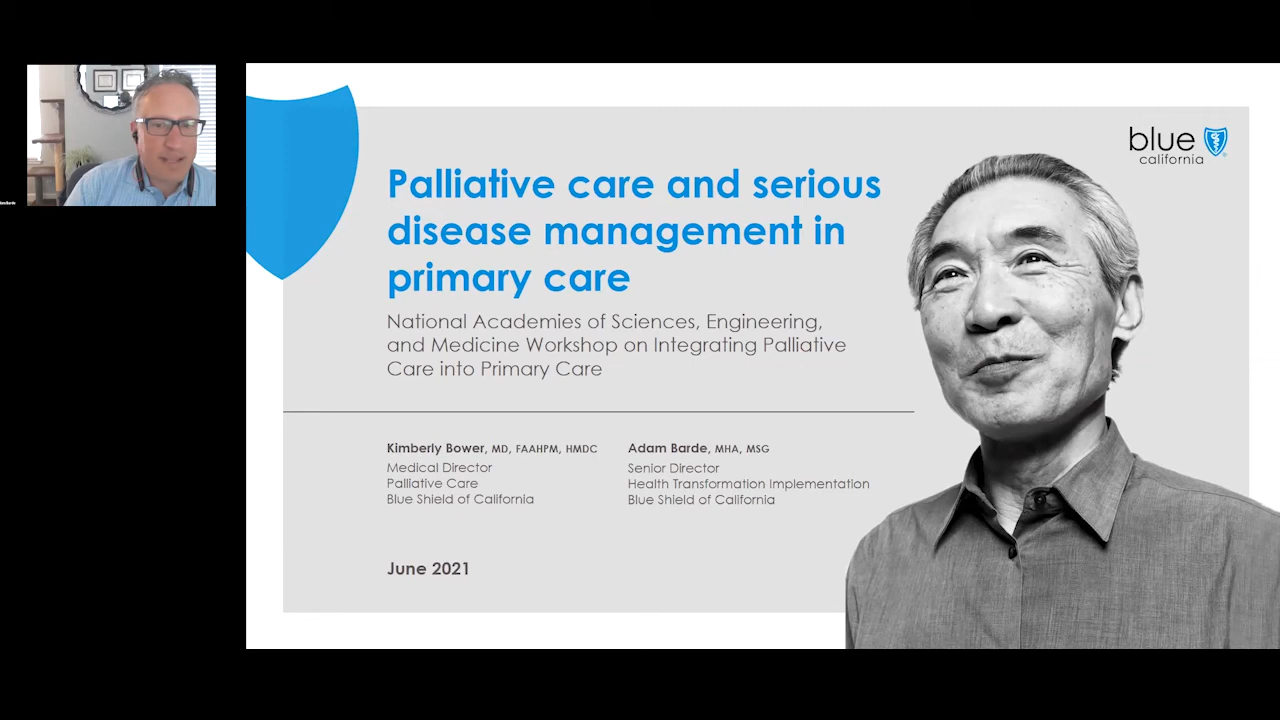 blue
california
Palliative care and serious
disease management in
primary care
National Academies of Sciences, Engineering,
and Medicine Workshop on Integrating Palliative
Care into Primary Care
Kimberly Bower, MD, FAAHPM, HMDC
Medical Director
Palliative Care
Blue Shield of California
Adam Barde, MHA, MSG
Senior Director
Health Transformation Implementation
Blue Shield of California
June 2021